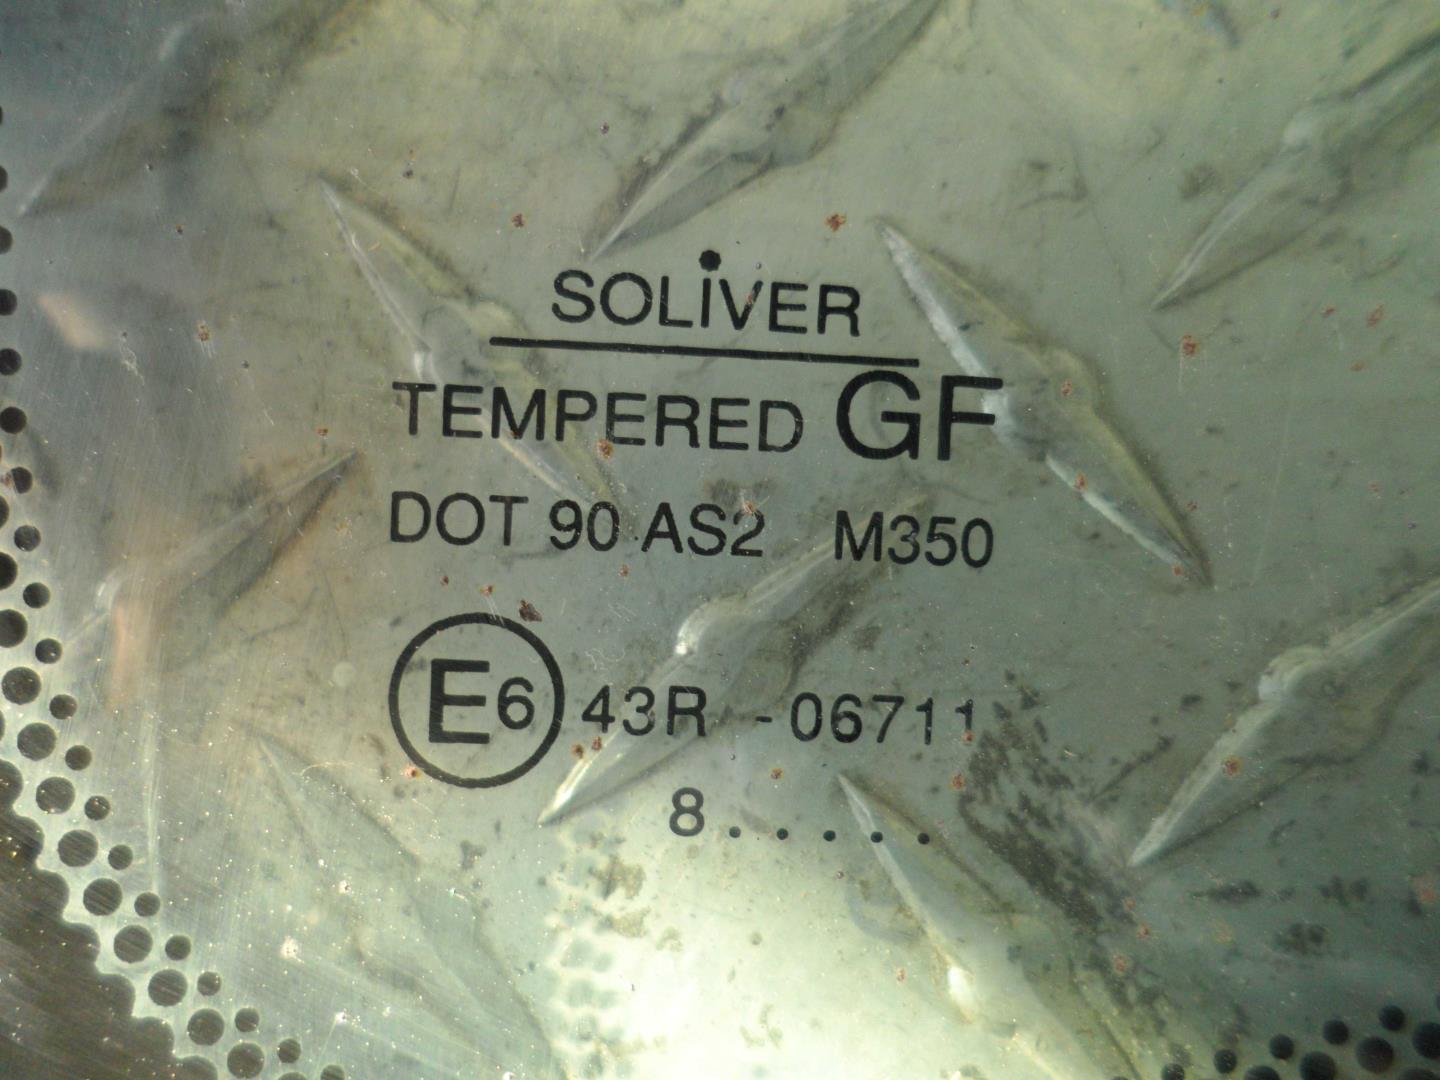 SOLiVER
TEMPERED GF
DOT 90 AS2 M350
E6 43R -06711
8.....